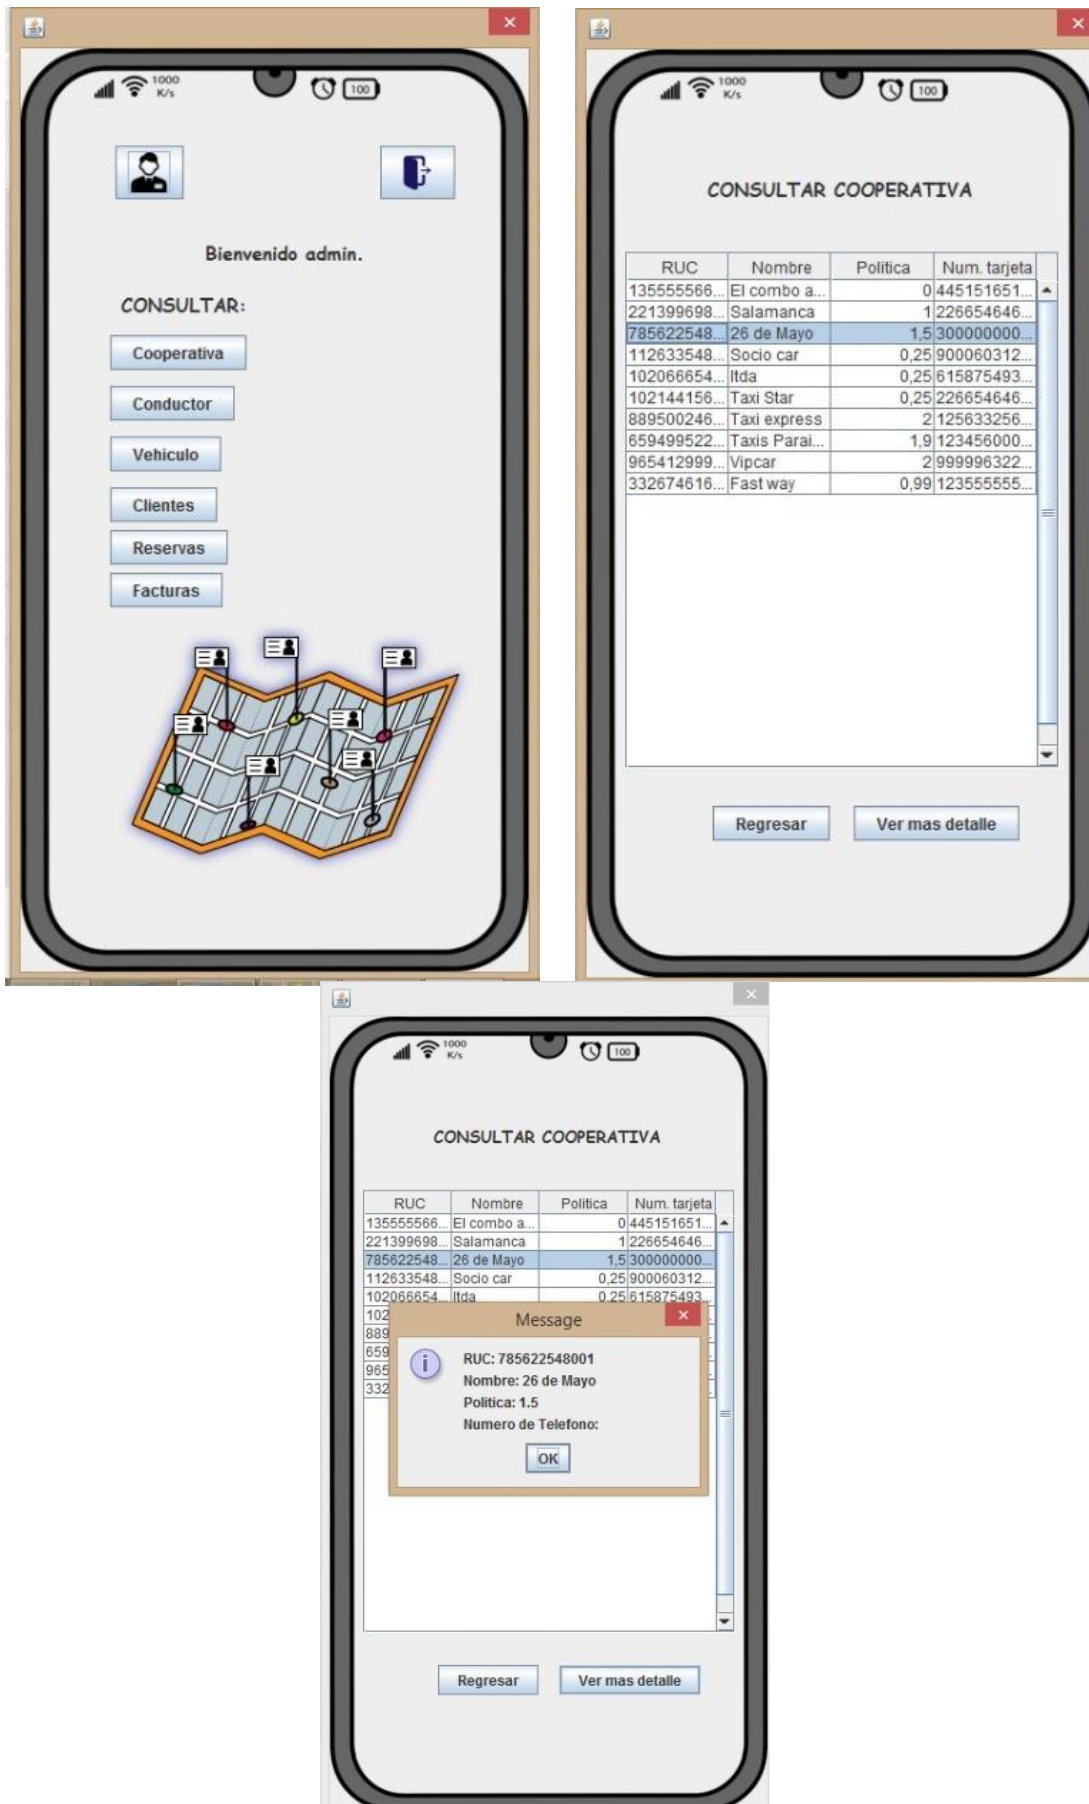 1000
K/s
100
Bienvenido admin.
CONSULTAR:
Cooperativa
Conductor
Vehiculo
Clientes
Reservas
Facturas
1000
K/s
100
CONSULTAR COOPERATIVA
RUC Nombre Politica Num. tarjeta
135555566... El combo a... 0 445151651...
221399698... Salamanca 1 226654646...
785622548... 26 de Mayo 1,5 300000000...
112633548... Socio car 0,25 900060312...
102066654... ltda 0,25 615875493...
102144156... Taxi Star 0,25 226654646...
889500246... Taxi express 2 125633256...
659499522... Taxis Parai... 1,9 123456000...
965412999... Vipcar 2 999996322...
332674616... Fast way 0,99 123555555...
Regresar Ver mas detalle
1000
K/s
100
CONSULTAR COOPERATIVA
RUC Nombre Politica Num. tarjeta
135555566... El combo a... 0 445151651...
221399698... Salamanca 1 226654646...
785622548... 26 de Mayo 1,5 300000000...
112633548... Socio car 0,25 900060312...
102066654... ltda 0,25 615875493...
102
889
659
965
332
Message
RUC: 785622548001
Nombre: 26 de Mayo
Politica: 1.5
Numero de Telefono:
OK
Regresar Ver mas detalle